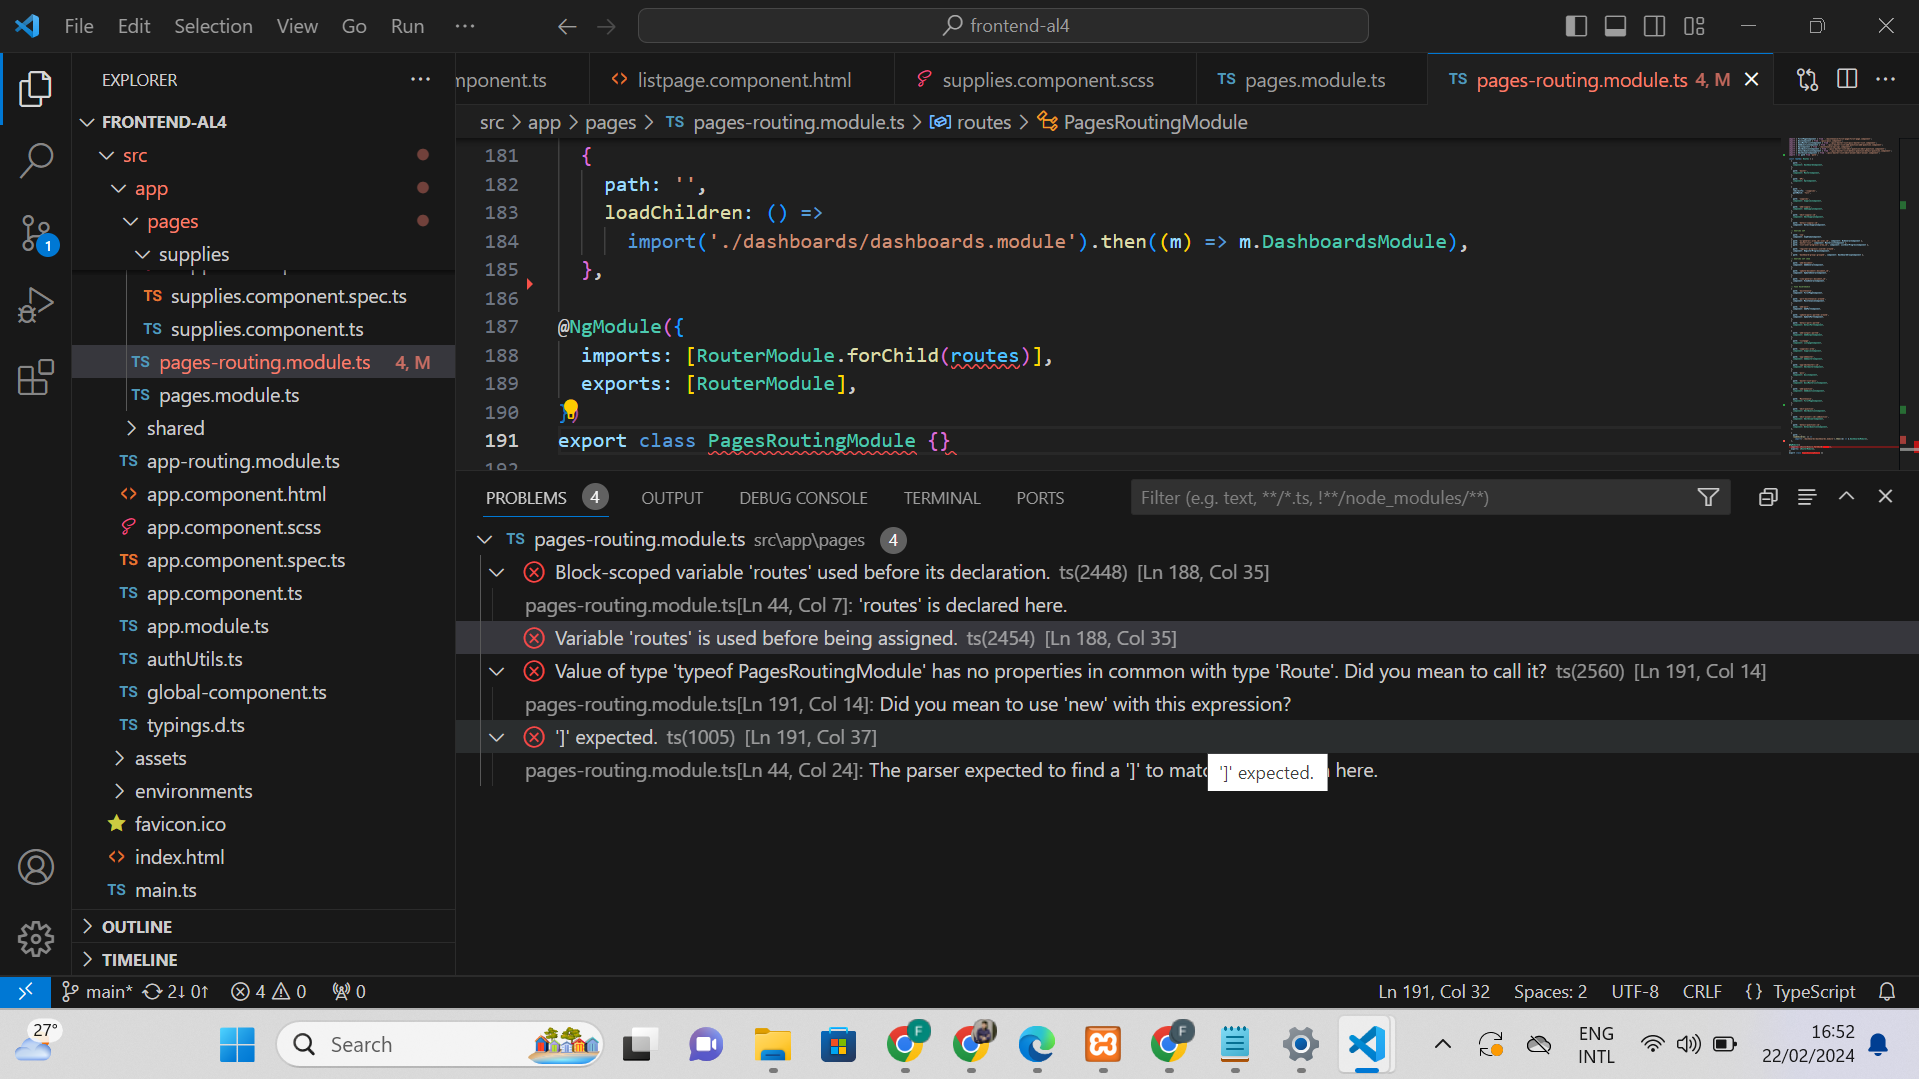 File Edit Selection View Go Run ··· frontend-al4
EXPLORER
FRONTEND-AL4
src
app
pages
supplies
supplies.component.spec.ts
TS supplies.component.ts
TS pages-routing.module.ts 4, M
TS pages.module.ts
shared
TS app-routing.module.ts
app.component.html
app.component.scss
TS app.component.spec.ts
TS app.component.ts
TS app.module.ts
TS authUtils.ts
TS global-component.ts
TS typings.d.ts
assets
environments
favicon.ico
index.html
TS main.ts
OUTLINE
TIMELINE
1
mponent.ts listpage.component.html supplies.component.scss TS pages.module.ts TS pages-routing.module.ts 4, M
src > app > pages > TS pages-routing.module.ts > routes > PagesRoutingModule
181 {
182 path: '',
183 loadChildren: () =>
184 import('./dashboards/dashboards.module').then((m) => m.DashboardsModule),
185 },
186
187 @NgModule({
188 imports: [RouterModule.forChild(routes)],
189 exports: [RouterModule],
190 })
191 export class PagesRoutingModule {}
192
PROBLEMS 4 OUTPUT DEBUG CONSOLE TERMINAL PORTS Filter (e.g. text, **/*.ts, !**/node_modules/**)
TS pages-routing.module.ts src\app\pages 4
Block-scoped variable 'routes' used before its declaration. ts(2448) [Ln 188, Col 35]
pages-routing.module.ts[Ln 44, Col 7]: 'routes' is declared here.
Variable 'routes' is used before being assigned. ts(2454) [Ln 188, Col 35]
Value of type 'typeof PagesRoutingModule' has no properties in common with type 'Route'. Did you mean to call it? ts(2560) [Ln 191, Col 14]
pages-routing.module.ts[Ln 191, Col 14]: Did you mean to use 'new' with this expression?
']' expected. ts(1005) [Ln 191, Col 37]
pages-routing.module.ts[Ln 44, Col 24]: The parser expected to find a ']' to matc here.
']' expected.
main* 2↓ 0↑ 4 0 0 Ln 191, Col 32 Spaces: 2 UTF-8 CRLF {} TypeScript
27° Search F F ENG INTL 16:52
22/02/2024